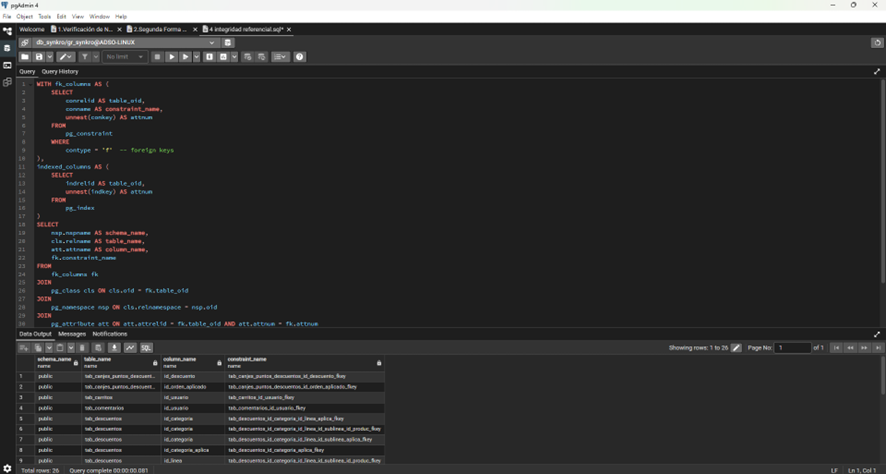 pgAdmin 4
File Object Tools Edit View Window Help
Welcome 1.Verificación de N... 2.Segunda Forma ... 4 integridad referencial.sql*
db_synkro/gr_synkro@ADSO-LINUX
No limit
Query Query History
1 WITH fk_columns AS (
2 SELECT
3 conrelid AS table_oid,
4 conname AS constraint_name,
5 unnest(conkey) AS attnum
6 FROM
7 pg_constraint
8 WHERE
9 contype = 'f' -- foreign keys
10 ),
11 indexed_columns AS (
12 SELECT
13 indrelid AS table_oid,
14 unnest(indkey) AS attnum
15 FROM
16 pg_index
17 )
18 SELECT
19 nsp.nspname AS schema_name,
20 cls.relname AS table_name,
21 att.attname AS column_name,
22 fk.constraint_name
23 FROM
24 fk_columns fk
25 JOIN
26 pg_class cls ON cls.oid = fk.table_oid
27 JOIN
28 pg_namespace nsp ON cls.relnamespace = nsp.oid
29 JOIN
30 pg_attribute att ON att.attrelid = fk.table_oid AND att.attnum = fk.attnum
Data Output Messages Notifications
SQL
Showing rows: 1 to 26 Page No: 1 of 1
schema_name table_name column_name constraint_name
name name name name
1 public tab_canjes_puntos_descuent... id_descuento tab_canjes_puntos_descuentos_id_descuento_fkey
2 public tab_canjes_puntos_descuent... id_orden_aplicado tab_canjes_puntos_descuentos_id_orden_aplicado_fkey
3 public tab_carritos id_usuario tab_carritos_id_usuario_fkey
4 public tab_comentarios id_usuario tab_comentarios_id_usuario_fkey
5 public tab_descuentos id_categoria tab_descuentos_id_categoria_id_linea_aplica_fkey
6 public tab_descuentos id_categoria tab_descuentos_id_categoria_id_linea_id_sublinea_id_produc_fkey
7 public tab_descuentos id_categoria tab_descuentos_id_categoria_id_linea_id_sublinea_aplica_fkey
8 public tab_descuentos id_categoria_aplica tab_descuentos_id_categoria_aplica_fkey
9 public tab_descuentos id_linea tab_descuentos_id_categoria_id_linea_id_sublinea_id_produc_fkey
Total rows: 26 Query complete 00:00:00.081 LF Ln 1, Col 1